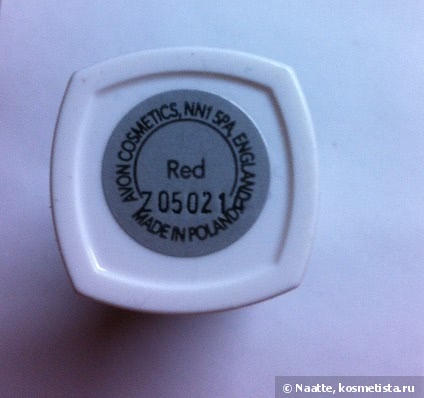 AVON COSMETICS, NN1 5PA, ENGLAND
Red
Z05021
MADE IN POLAND
© Naatte, kosmetista.ru